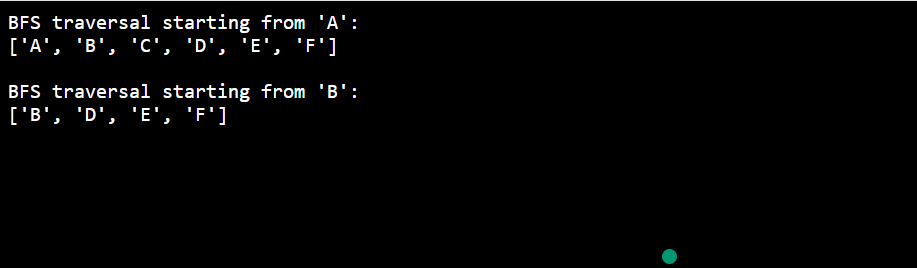 BFS traversal starting from 'A':
['A', 'B', 'C', 'D', 'E', 'F']
BFS traversal starting from 'B':
['B', 'D', 'E', 'F']